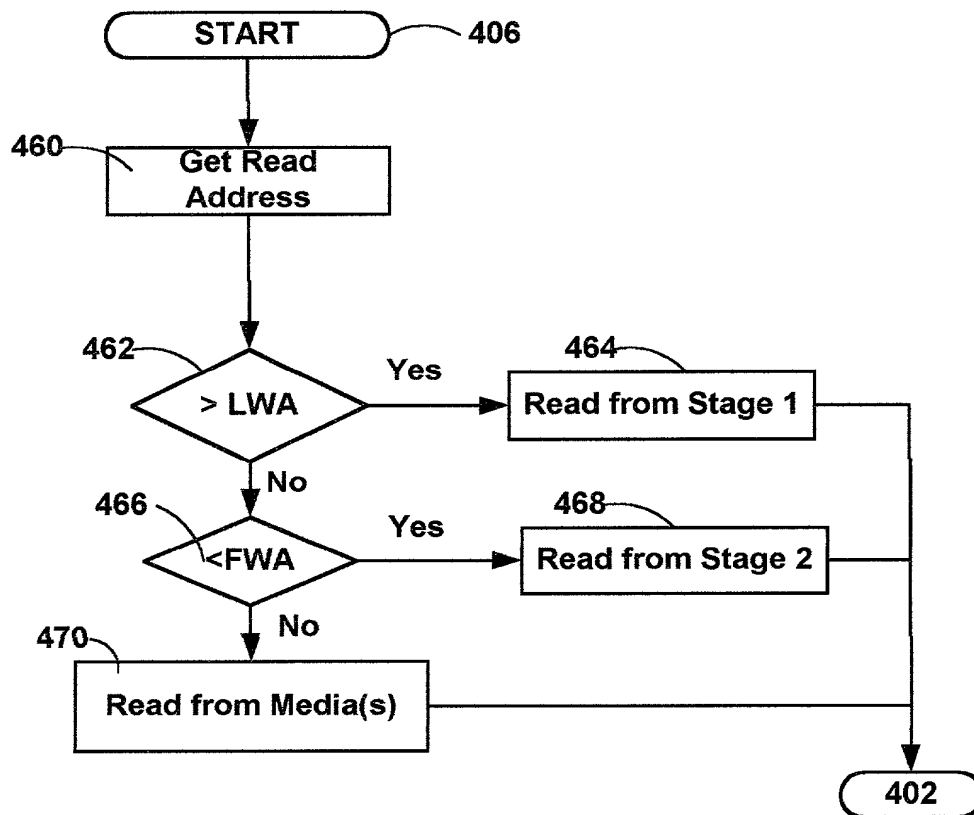 START
406
460
Get Read
Address
462
> LWA
Yes
464
Read from Stage 1
No
466
<FWA
Yes
468
Read from Stage 2
No
470
Read from Media(s)
402